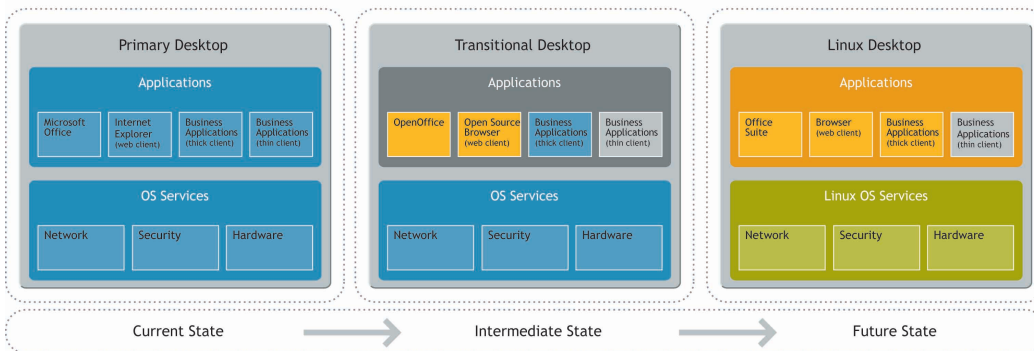 Primary Desktop
Applications
Microsoft
Office
Internet
Explorer
(web client)
Business
Applications
(thick client)
Business
Applications
(thin client)
OS Services
Network
Security
Hardware
Transitional Desktop
Applications
OpenOffice
Open Source
Browser
(web client)
Business
Applications
(thick client)
Business
Applications
(thin client)
OS Services
Network
Security
Hardware
Linux Desktop
Applications
Office
Suite
Browser
(web client)
Business
Applications
(thick client)
Business
Applications
(thin client)
Linux OS Services
Network
Security
Hardware
Current State
Intermediate State
Future State